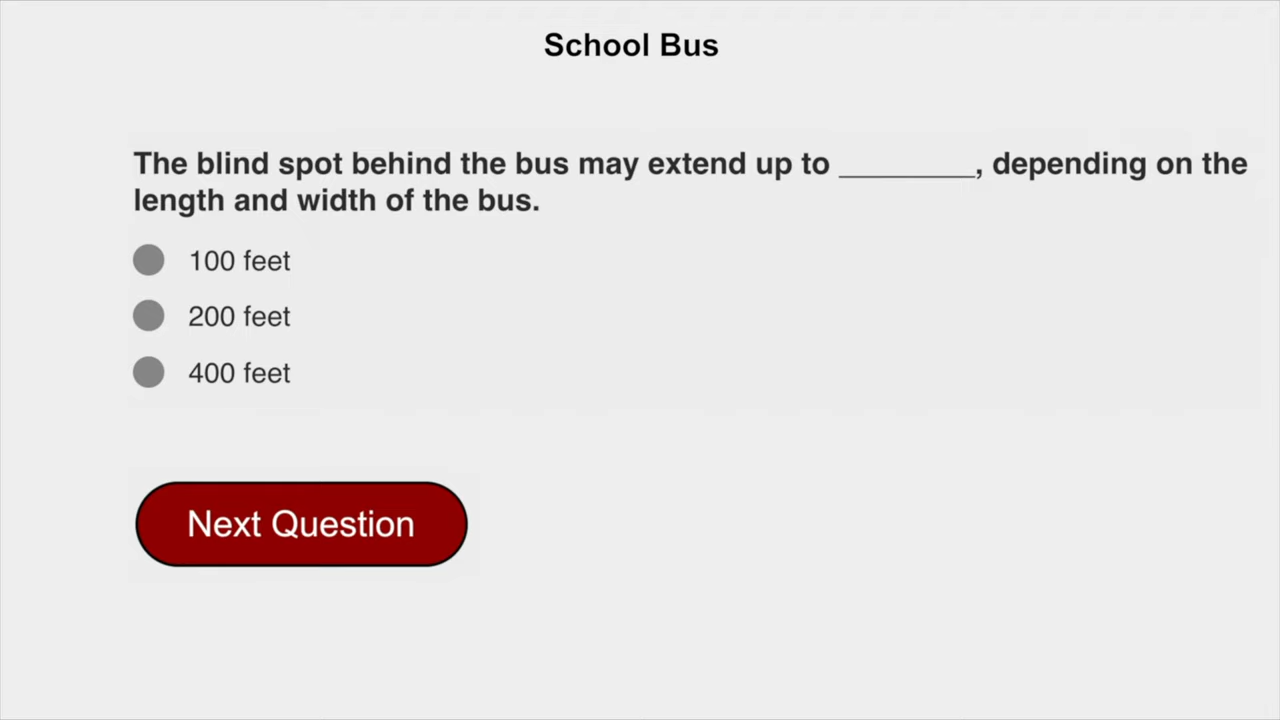 School Bus
The blind spot behind the bus may extend up to ________, depending on the
length and width of the bus.
100 feet
200 feet
400 feet
Next Question